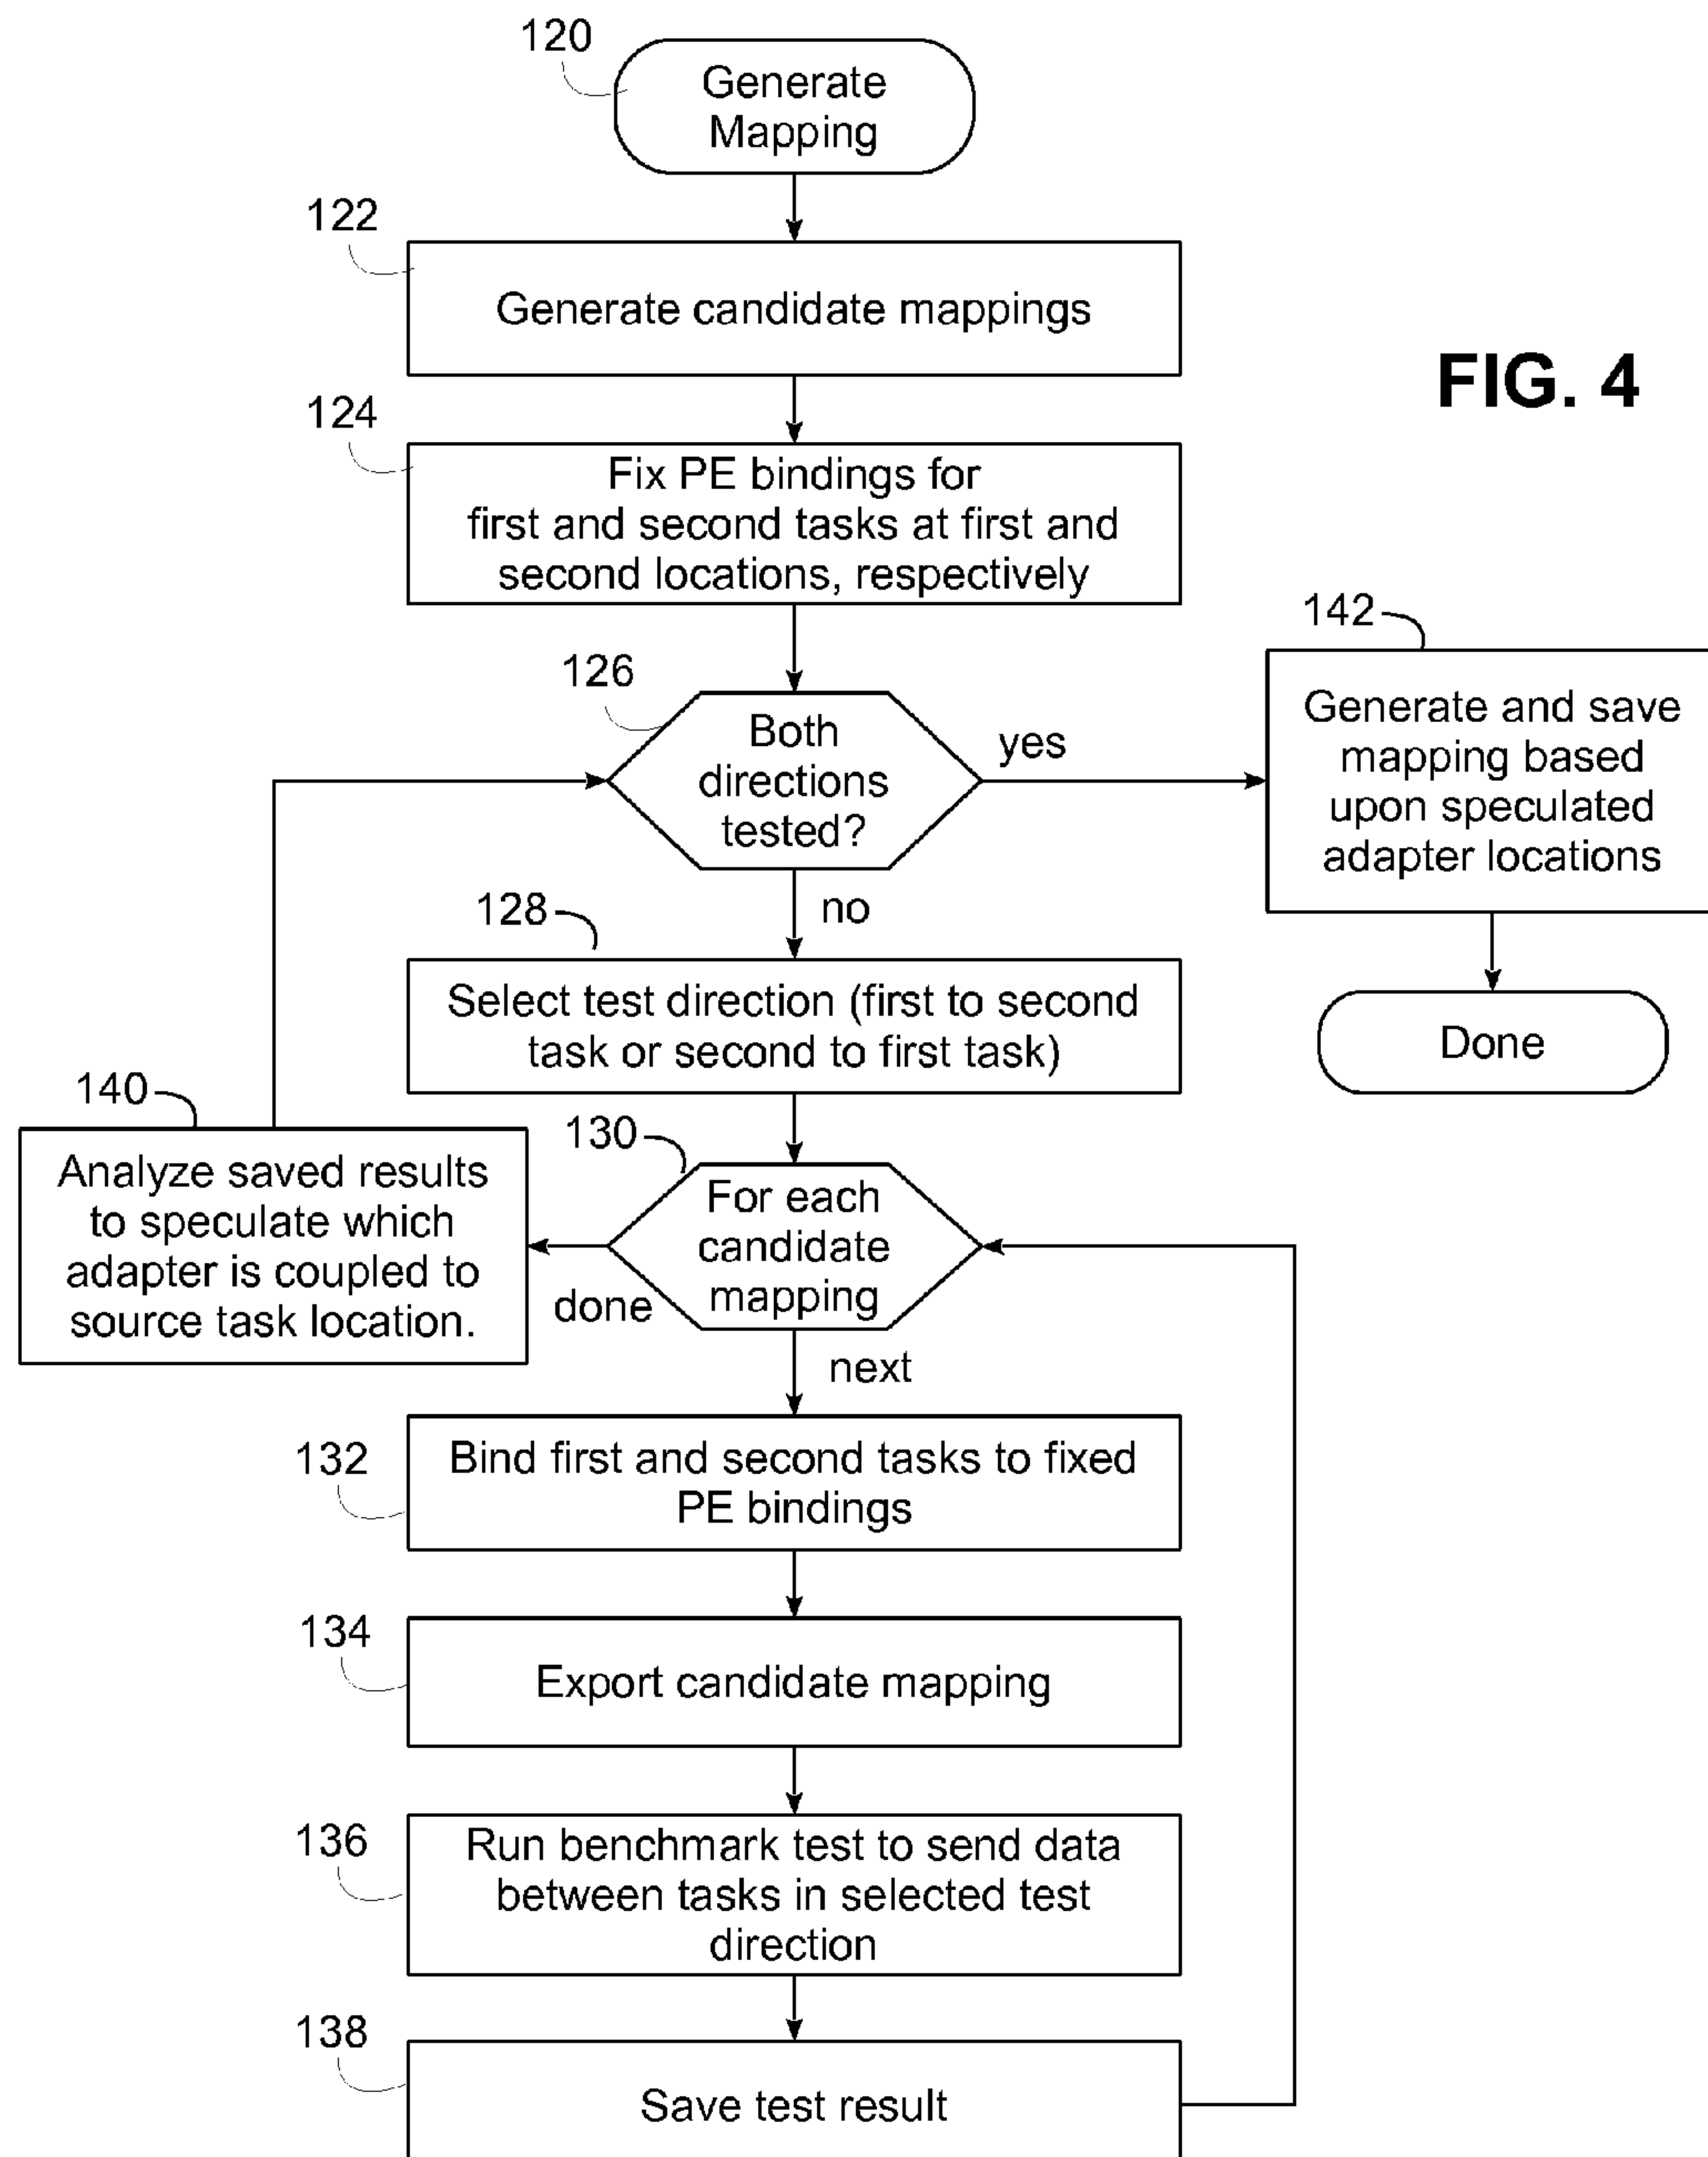 120
Generate
Mapping
122
Generate candidate mappings
FIG. 4
124
Fix PE bindings for
first and second tasks at first and
second locations, respectively
126
Both
directions
tested?
yes
142
Generate and save
mapping based
upon speculated
adapter locations
no
128
Select test direction (first to second
task or second to first task)
Done
140
Analyze saved results
to speculate which
adapter is coupled to
source task location.
130
For each
candidate
mapping
done
next
132
Bind first and second tasks to fixed
PE bindings
134
Export candidate mapping
136
Run benchmark test to send data
between tasks in selected test
direction
138
Save test result